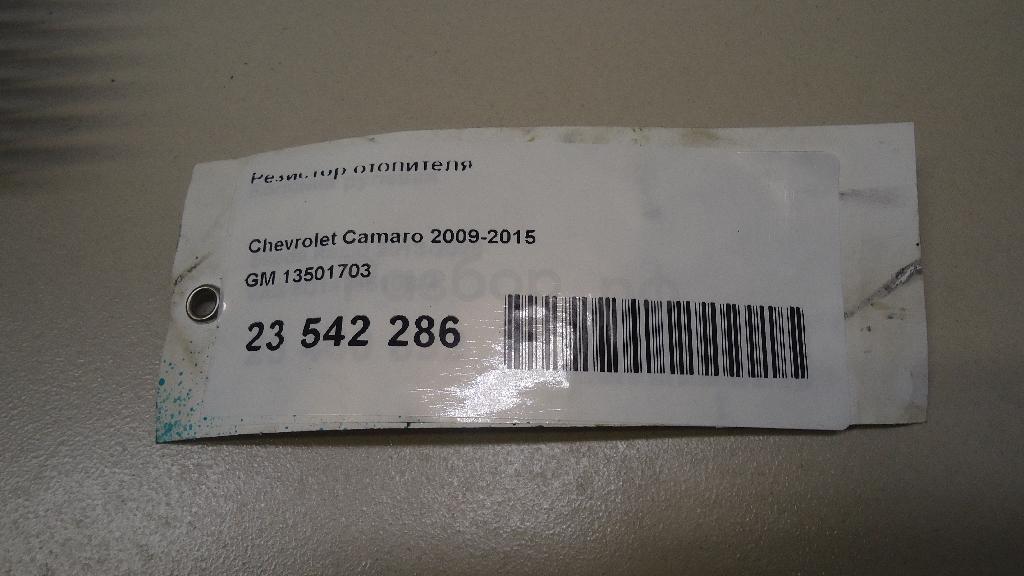 Резистор отопителя
Chevrolet Camaro 2009-2015
GM 13501703
23 542 286